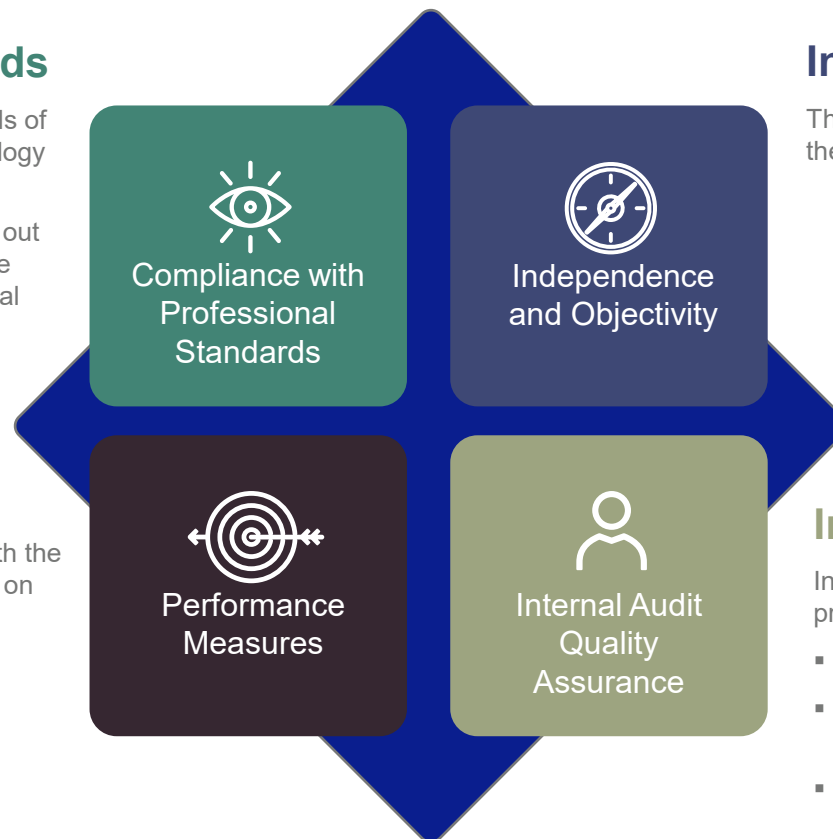 ds
ls of
logy
out
e
al
Compliance with
Professional
Standards
In
Th
the
Independence
and Objectivity
th the
on
Performance
Measures
Internal Audit
Quality
Assurance
In
In
pr